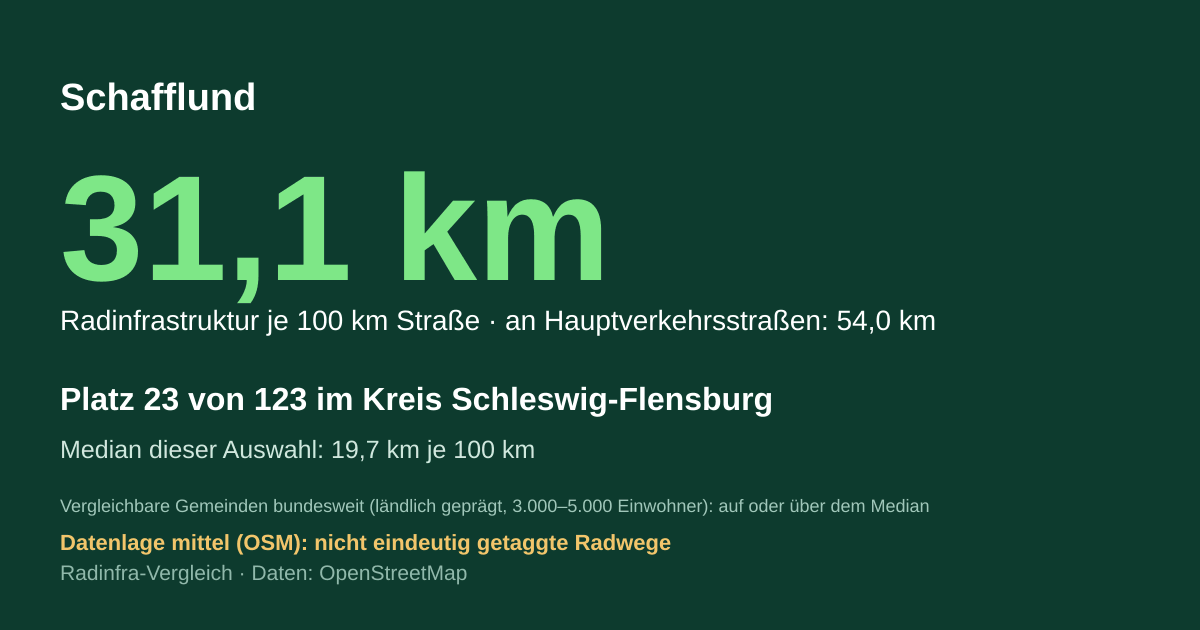 Schafflund
31,1 km
Radinfrastruktur je 100 km Straße · an Hauptverkehrsstraßen: 54,0 km
Platz 23 von 123 im Kreis Schleswig-Flensburg
Median dieser Auswahl: 19,7 km je 100 km
Vergleichbare Gemeinden bundesweit (ländlich geprägt, 3.000–5.000 Einwohner): auf oder über dem Median
Datenlage mittel (OSM): nicht eindeutig getaggte Radwege
Radinfra-Vergleich · Daten: OpenStreetMap